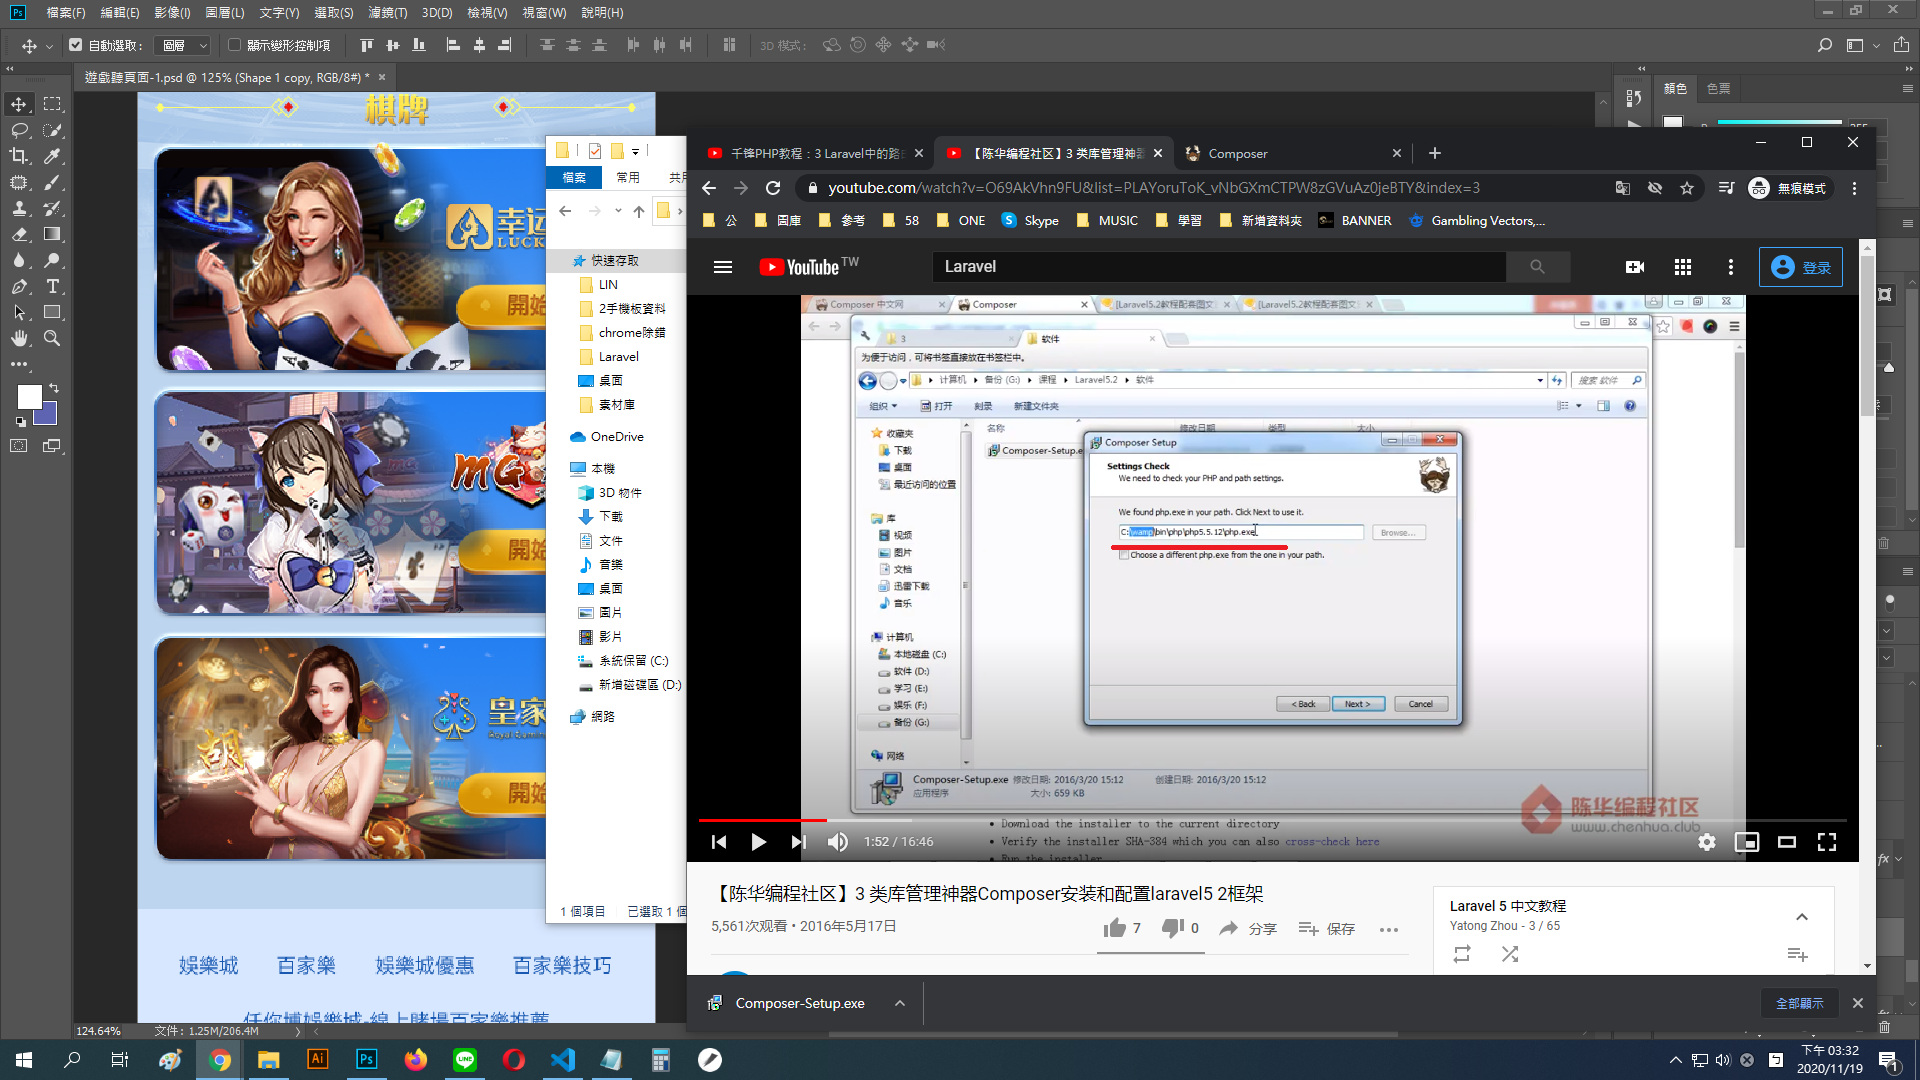 檔案(F) 編輯(E) 影像(I) 圖層(L) 文字(Y) 選取(S) 濾鏡(T) 3D(D) 檢視(V) 視窗(W) 說明(H)
自動選取： 圖層 顯示變形控制項 3D 模式：
遊戲聽頁面-1.psd @ 125% (Shape 1 copy, RGB/8#) *
顏色 色票
棋牌
幸运
LUCK
開始
MG
開始
皇家
胡
開始
娛樂城 百家樂 娛樂城優惠 百家樂技巧
任你博娛樂城-線上賭場百家樂推薦
124.64% 文件：1.25M/206.4M
檔案 常用 共用
快速存取
LIN
2手機板資料
chrome除錯
Laravel
桌面
素材庫
OneDrive
本機
3D 物件
下載
文件
音樂
桌面
圖片
影片
系統保留 (C:)
新增磁碟區 (D:)
網路
1 個項目 已選取 1 個
千锋PHP教程：3 Laravel中的路由
【陈华编程社区】3 类库管理神器
Composer
youtube.com/watch?v=O69AkVhn9FU&list=PLAYoruToK_vNbGXmCTPW8zGVuAz0jeBTY&index=3
無痕模式
公 圖庫 參考 58 ONE Skype MUSIC 學習 新增資料夾 BANNER Gambling Vectors,...
YouTube TW
Laravel
登录
Composer 中文网 Composer [Laravel5.2教程配套图文 [Laravel5.2教程配套图文
3 软件
为便于访问，可将书签直接放在书签栏中。
计算机 备份 (G:) 课程 Laravel5.2 软件 搜索 软件
组织 打开 刻录 新建文件夹
名称 修改日期 类型 大小
收藏夹
下载
桌面
最近访问的位置
库
视频
图片
文档
迅雷下载
音乐
计算机
本地磁盘 (C:)
软件 (D:)
学习 (E:)
娱乐 (F:)
备份 (G:)
网络
Composer-Setup.e
Composer Setup
Settings Check
We need to check your PHP and path settings.
We found php.exe in your path. Click Next to use it.
C:\wamp\bin\php\php5.5.12\php.exe
Browse...
Choose a different php.exe from the one in your path.
< Back Next > Cancel
Composer-Setup.exe 修改日期: 2016/3/20 15:12 创建日期: 2016/3/20 15:12
应用程序 大小: 659 KB
陈华编程社区
www.chenhua.club
Download the installer to the current directory
Verify the installer SHA-384 which you can also cross-check here
Run the installer
1:52 / 16:46
【陈华编程社区】3 类库管理神器Composer安装和配置laravel5 2框架
5,561次观看 • 2016年5月17日
7 0 分享 保存
Laravel 5 中文教程
Yatong Zhou - 3 / 65
Composer-Setup.exe
全部顯示
下午 03:32
2020/11/19
1